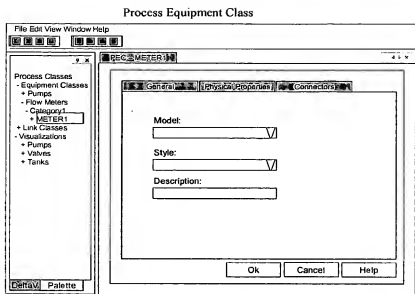 Process Equipment Class
File Edit View Window Help
PEC - METER1
Process Classes
- Equipment Classes
+ Pumps
- Flow Meters
- Category1
+ METER1
+ Link Classes
- Visualizations
+ Pumps
+ Valves
+ Tanks
General
Physical Properties
Connectors
Model:
Style:
Description:
Ok
Cancel
Help
DeltaV
Palette